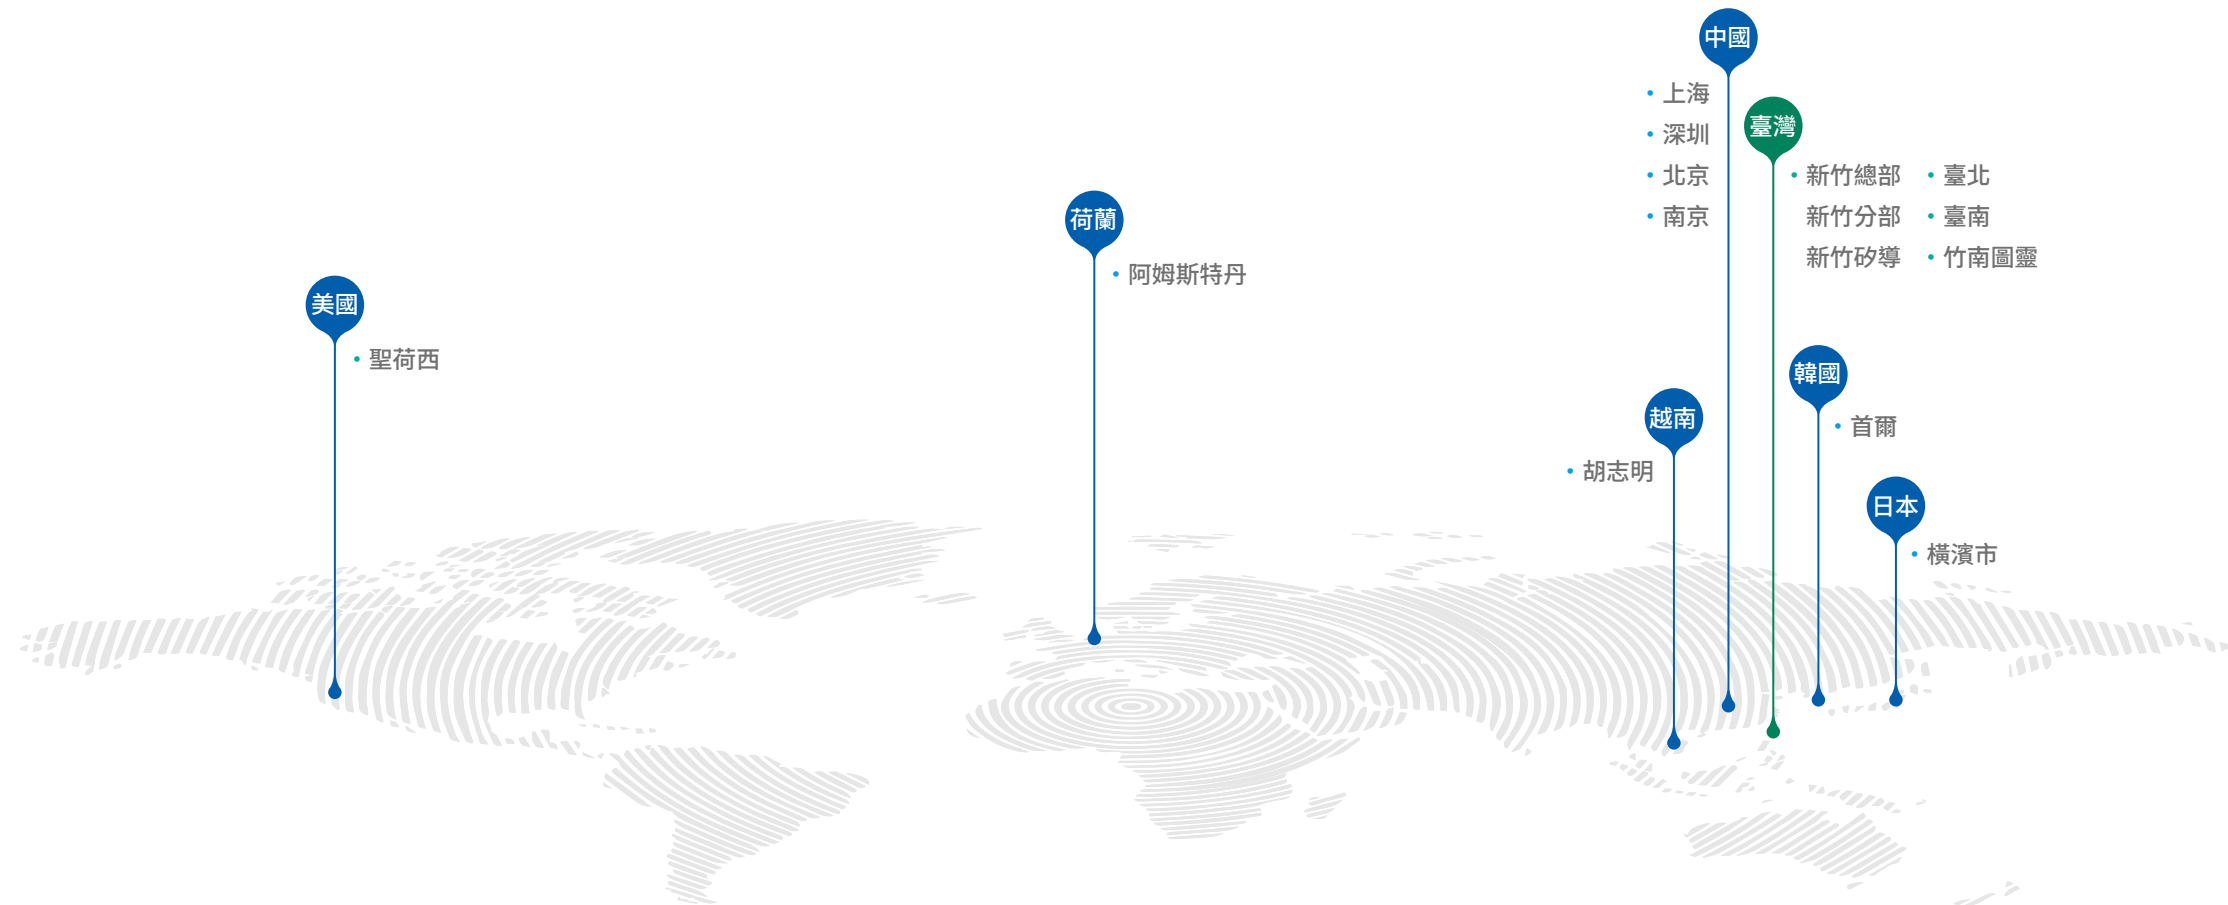 中國
上海
深圳
北京
南京
臺灣
新竹總部
新竹分部
新竹矽導
臺北
臺南
竹南圖靈
荷蘭
阿姆斯特丹
美國
聖荷西
韓國
首爾
越南
胡志明
日本
橫濱市